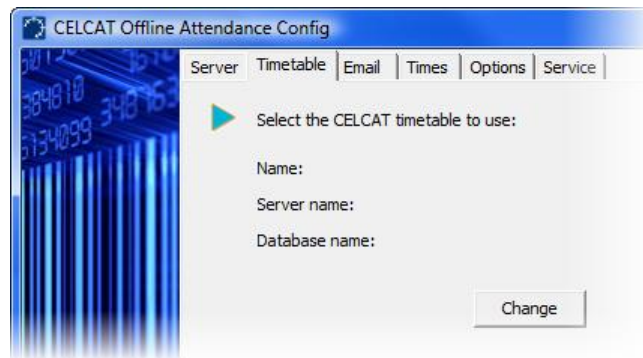 CELCAT Offline Attendance Config
Server Timetable Email Times Options Service
Select the CELCAT timetable to use:
Name:
Server name:
Database name:
Change